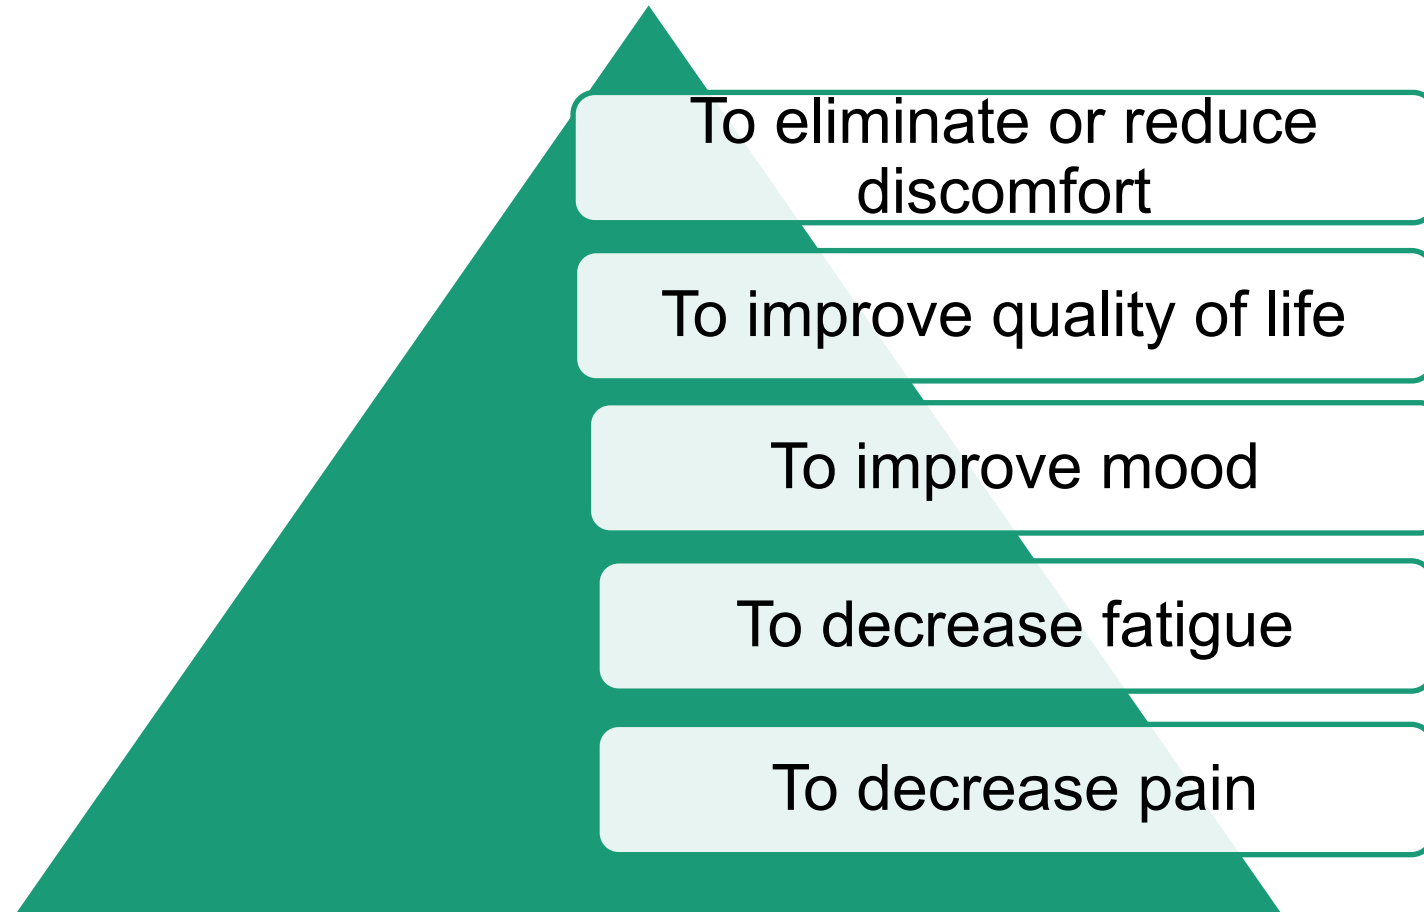 To eliminate or reduce
discomfort
To improve quality of life
To improve mood
To decrease fatigue
To decrease pain